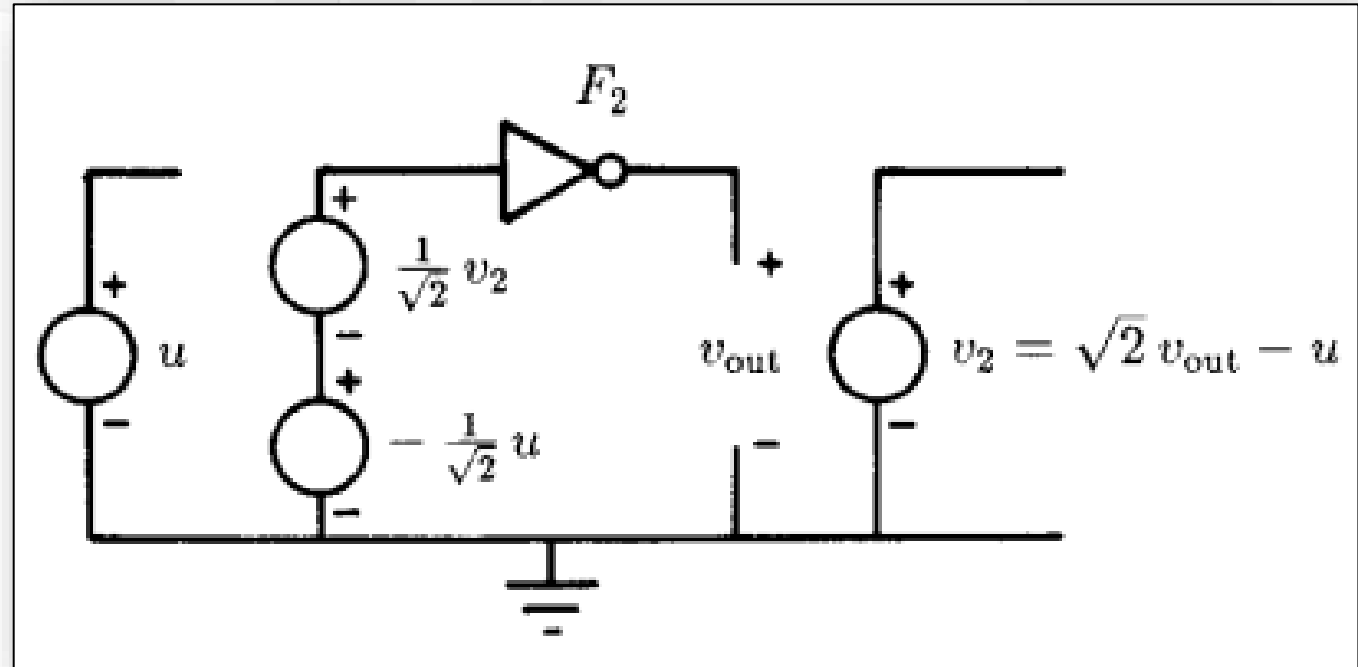 F₂
+
1/√2 v₂
−
+
u
−
+
− 1/√2 u
−
+
v_out
−
+
v₂ = √2 v_out − u
−